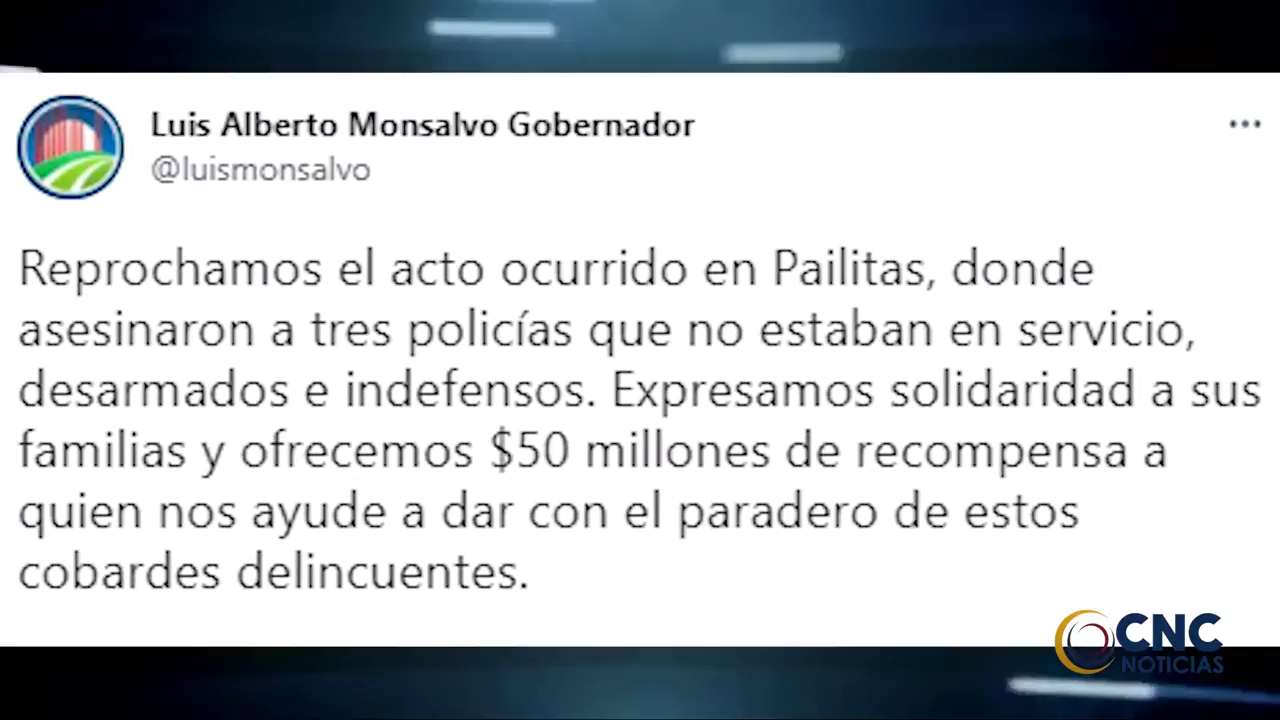 Luis Alberto Monsalvo Gobernador
@luismonsalvo
Reprochamos el acto ocurrido en Pailitas, donde
asesinaron a tres policías que no estaban en servicio,
desarmados e indefensos. Expresamos solidaridad a sus
familias y ofrecemos $50 millones de recompensa a
quien nos ayude a dar con el paradero de estos
cobardes delincuentes.
CNC
NOTICIAS